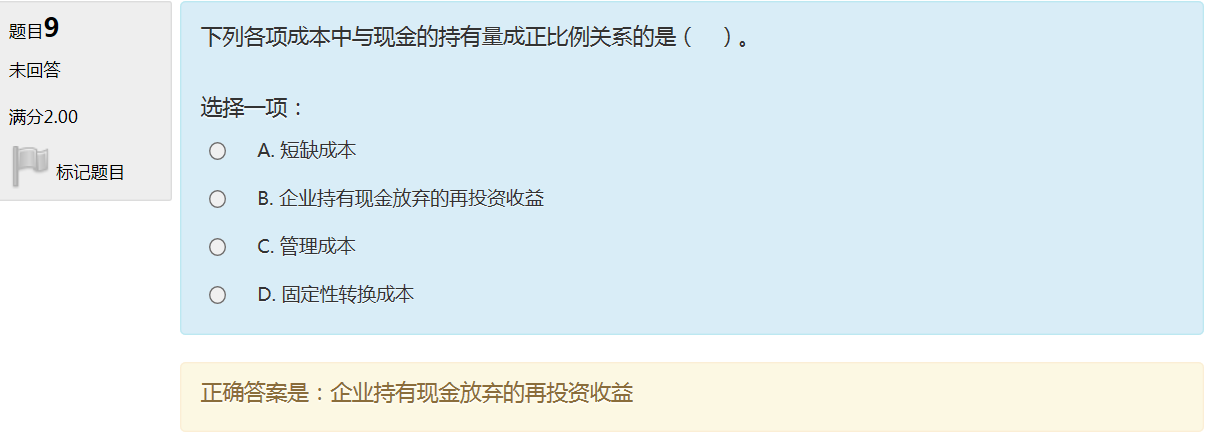 题目9
未回答
满分2.00
标记题目
下列各项成本中与现金的持有量成正比例关系的是（　）。
选择一项：
A. 短缺成本
B. 企业持有现金放弃的再投资收益
C. 管理成本
D. 固定性转换成本
正确答案是：企业持有现金放弃的再投资收益